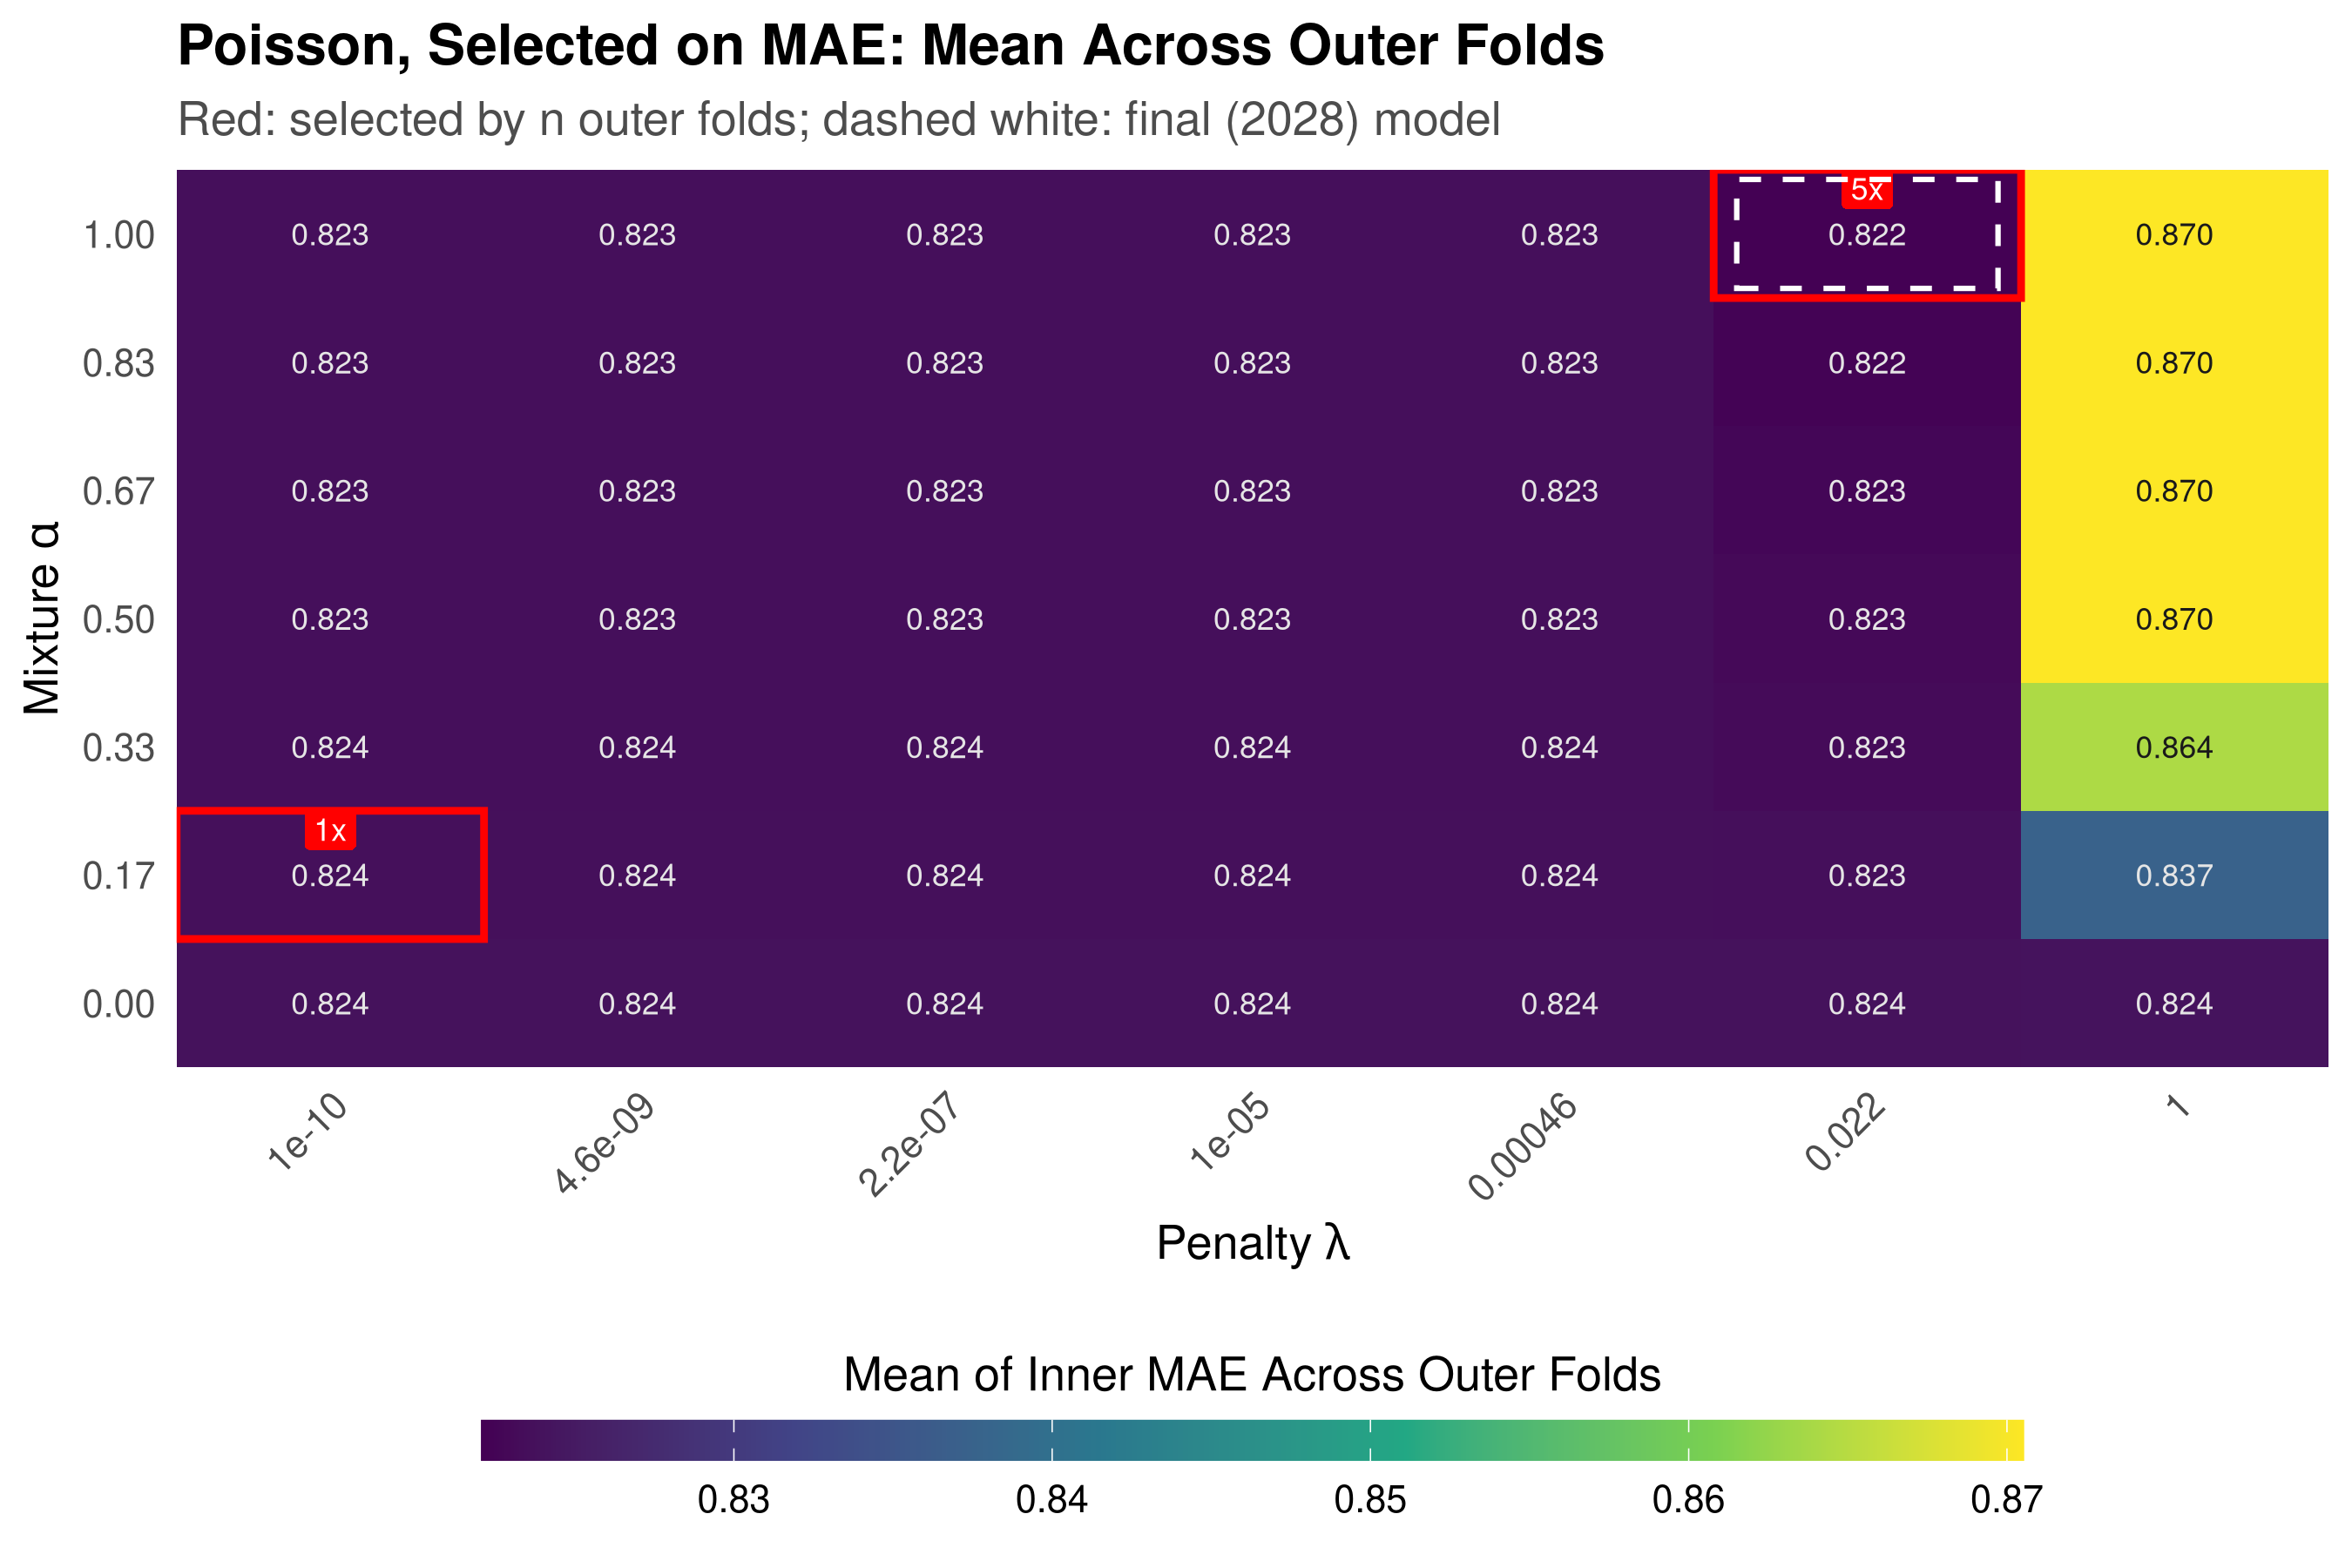 Poisson, Selected on MAE: Mean Across Outer Folds
Red: selected by n outer folds; dashed white: final (2028) model
Mixture α
1.00 0.823 0.823 0.823 0.823 0.823 5x 0.822 0.870
0.83 0.823 0.823 0.823 0.823 0.823 0.822 0.870
0.67 0.823 0.823 0.823 0.823 0.823 0.823 0.870
0.50 0.823 0.823 0.823 0.823 0.823 0.823 0.870
0.33 0.824 0.824 0.824 0.824 0.824 0.823 0.864
1x
0.17 0.824 0.824 0.824 0.824 0.824 0.823 0.837
0.00 0.824 0.824 0.824 0.824 0.824 0.824 0.824
1e-10 4.6e-09 2.2e-07 1e-05 0.00046 0.022 1
Penalty λ
Mean of Inner MAE Across Outer Folds
0.83 0.84 0.85 0.86 0.87